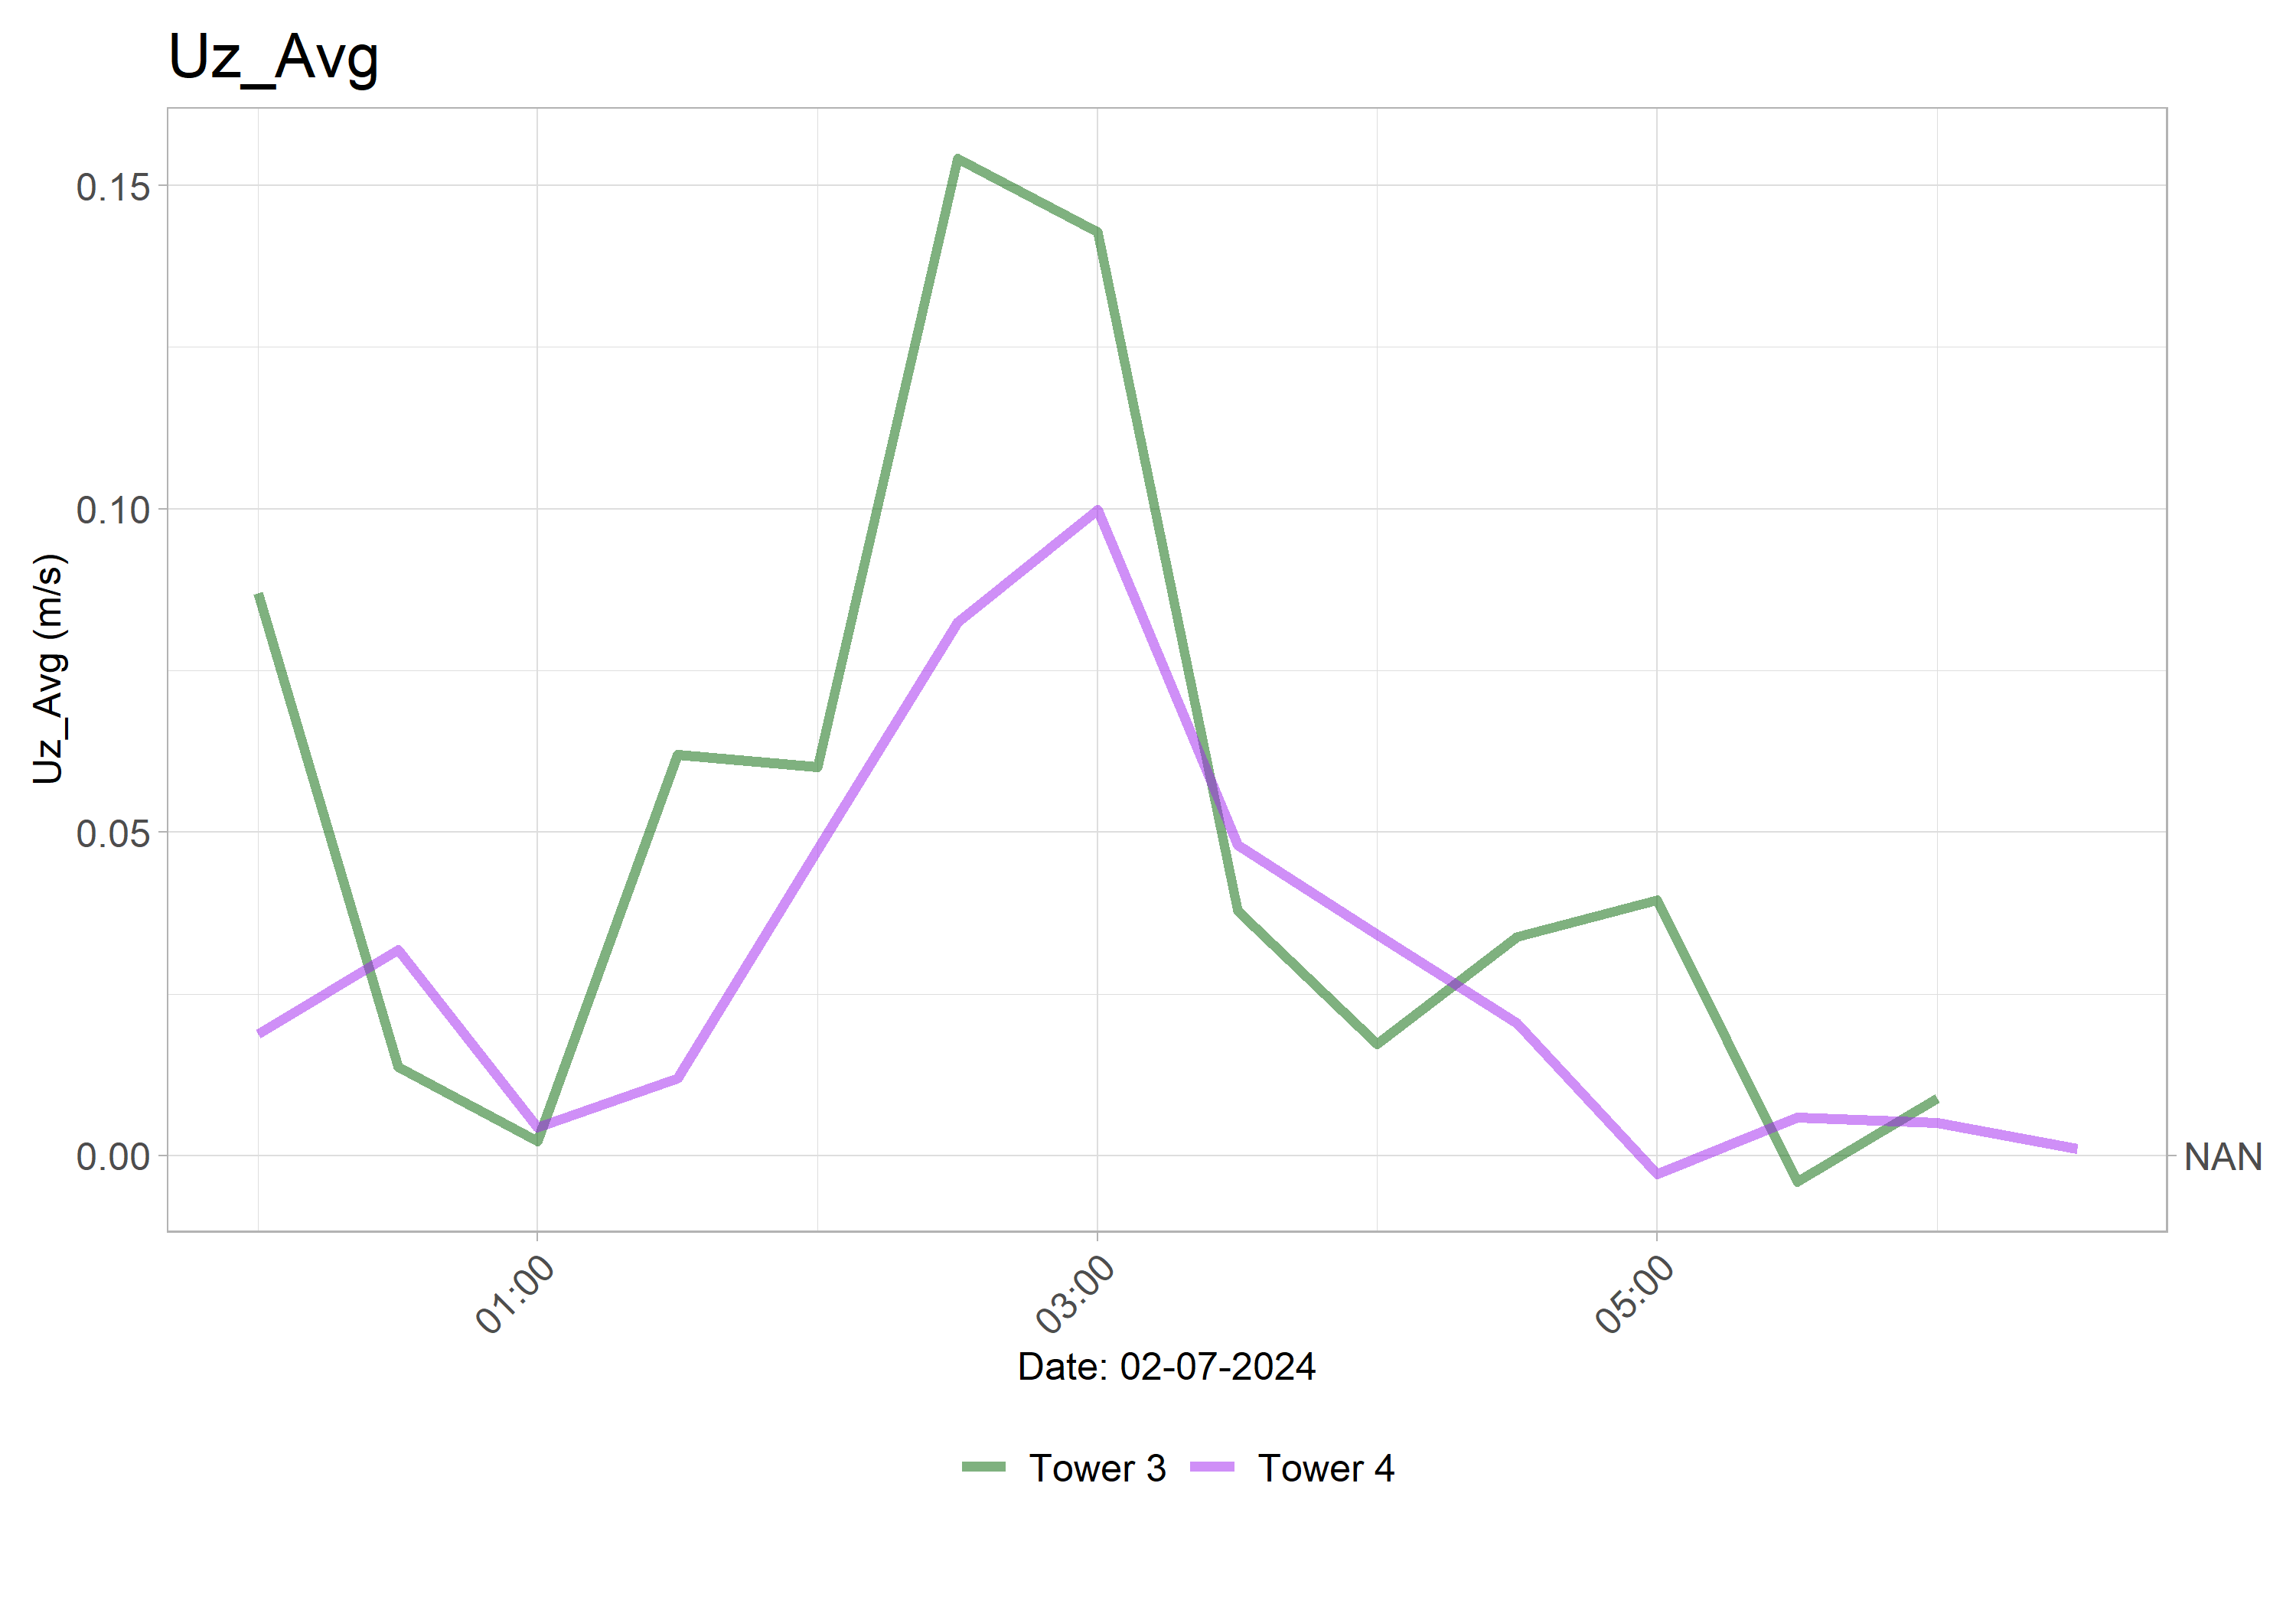 Uz_Avg
Uz_Avg (m/s)
0.15
0.10
0.05
0.00
NAN
01:00
03:00
05:00
Date: 02-07-2024
Tower 3
Tower 4